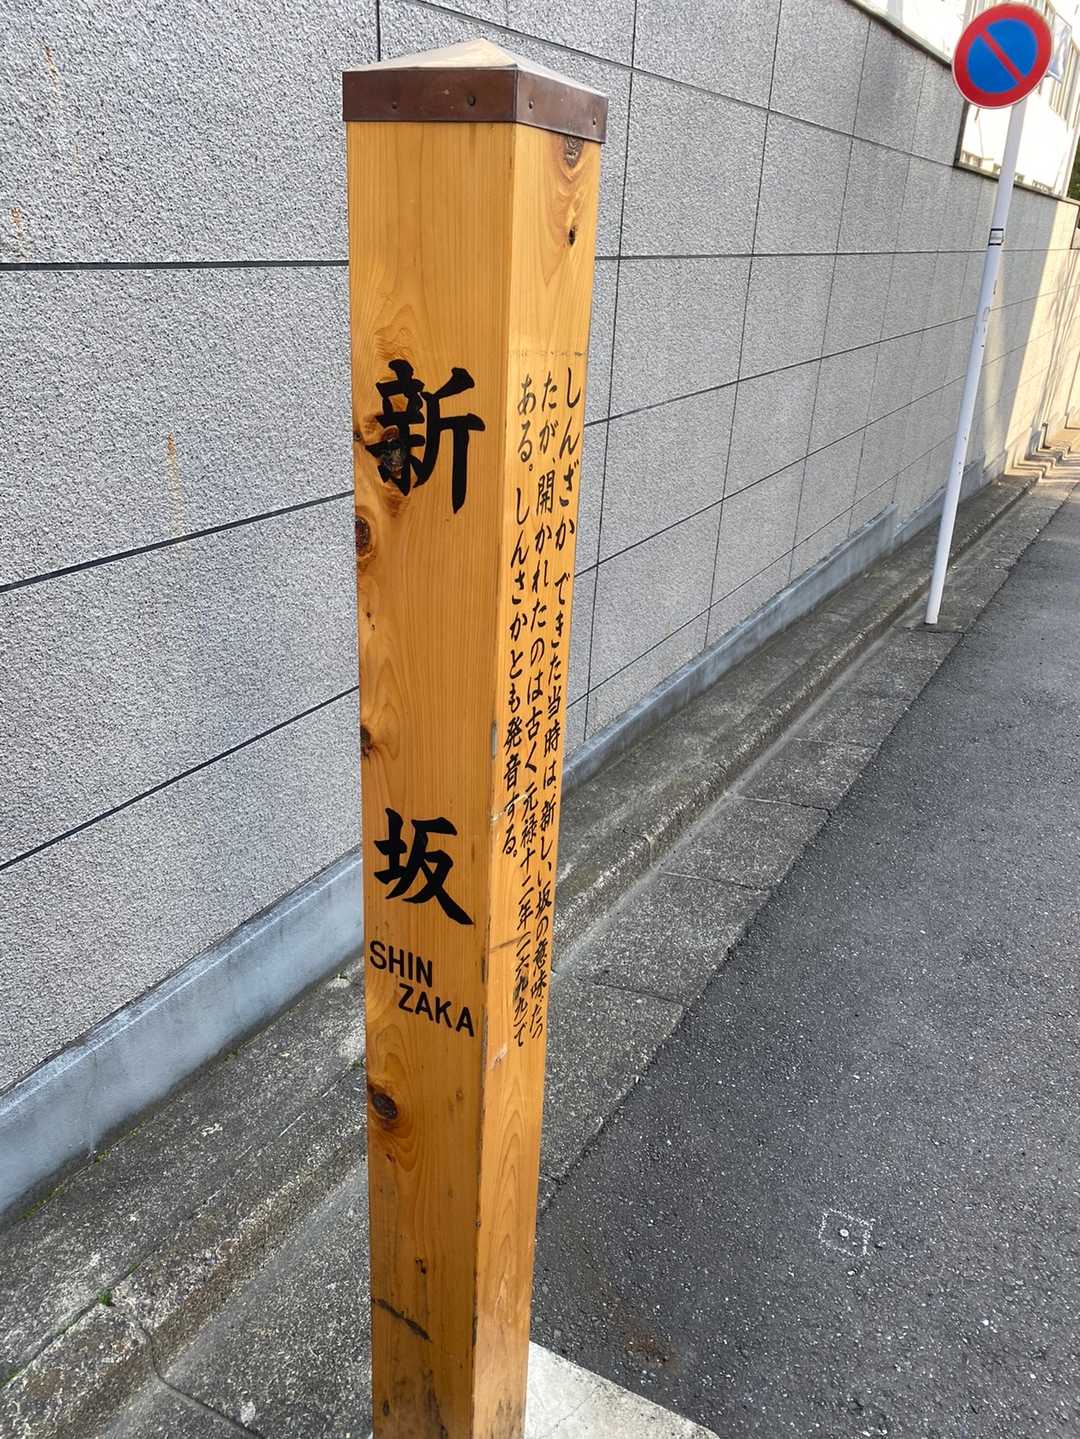 新坂
SHIN
ZAKA
しんざか できた当時は、新しい坂の意味だっ
たが、開かれたのは古く元禄十二年(一六九九)で
ある。しんさかとも発音する。